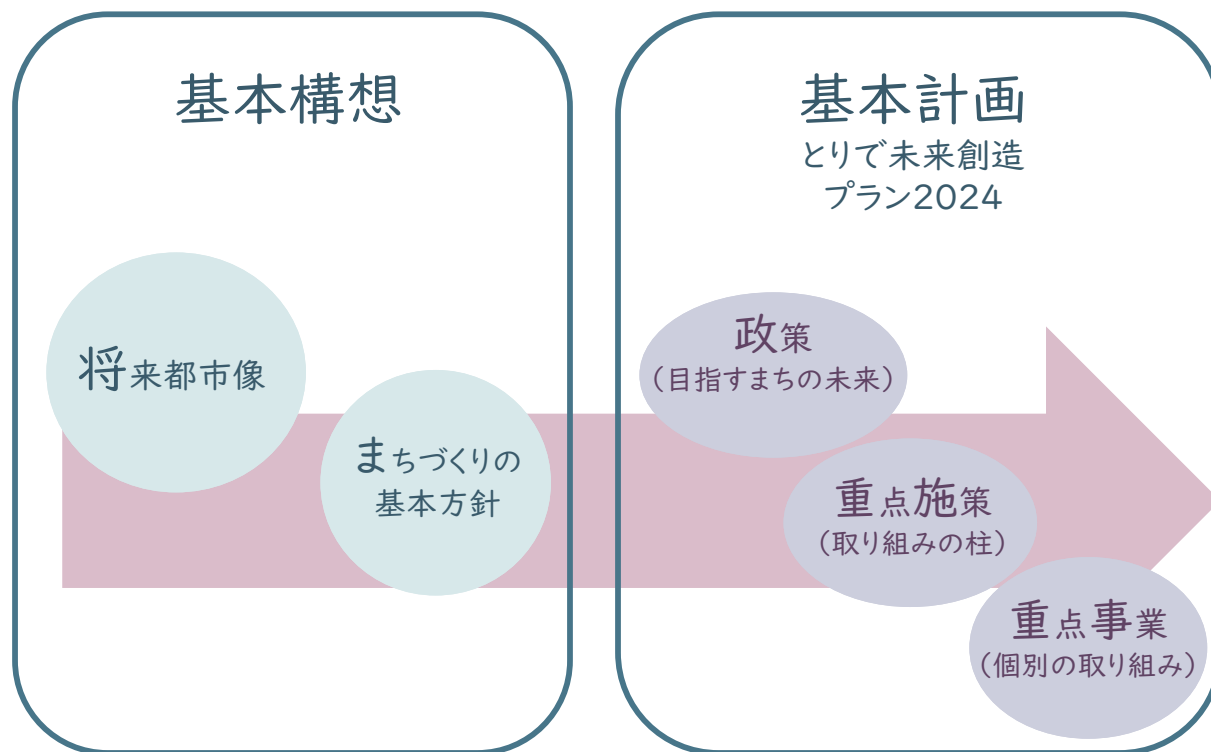 基本構想
将来都市像
まちづくりの
基本方針
基本計画
とりで未来創造
プラン2024
政策
(目指すまちの未来)
重点施策
(取り組みの柱)
重点事業
(個別の取り組み)